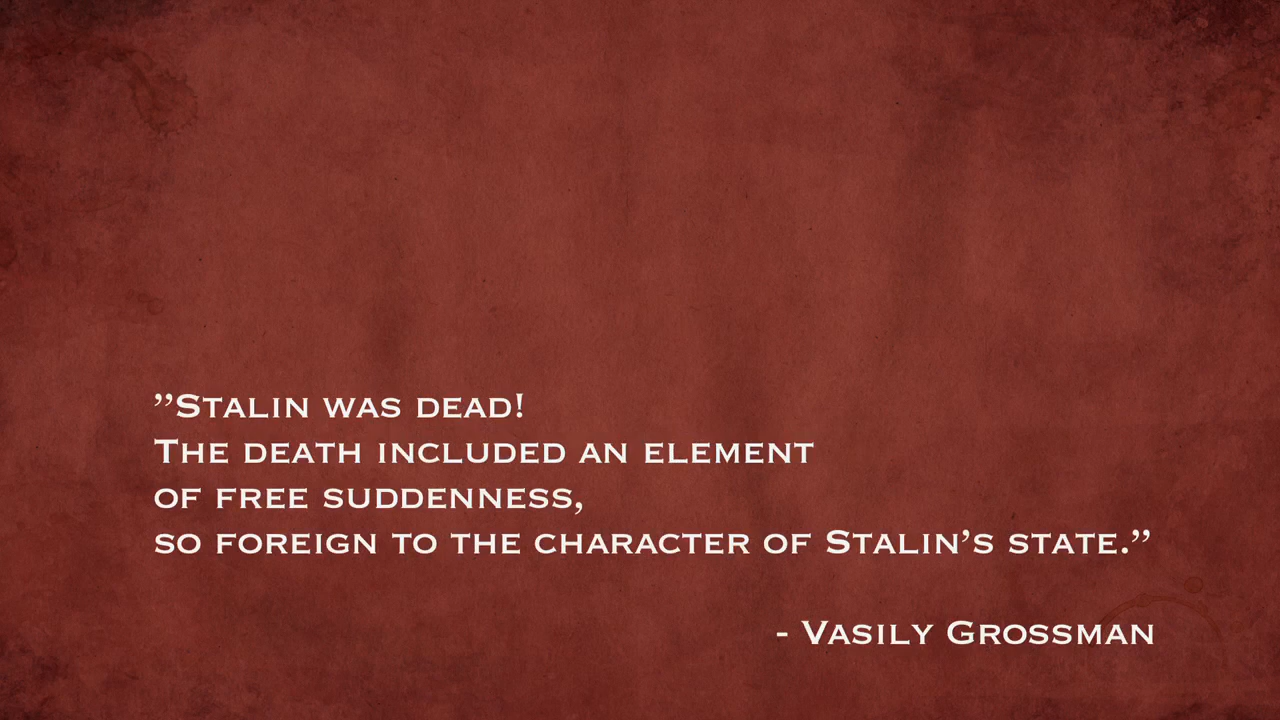 ”Stalin was dead!
The death included an element
of free suddenness,
so foreign to the character of Stalin’s state.”
- Vasily Grossman